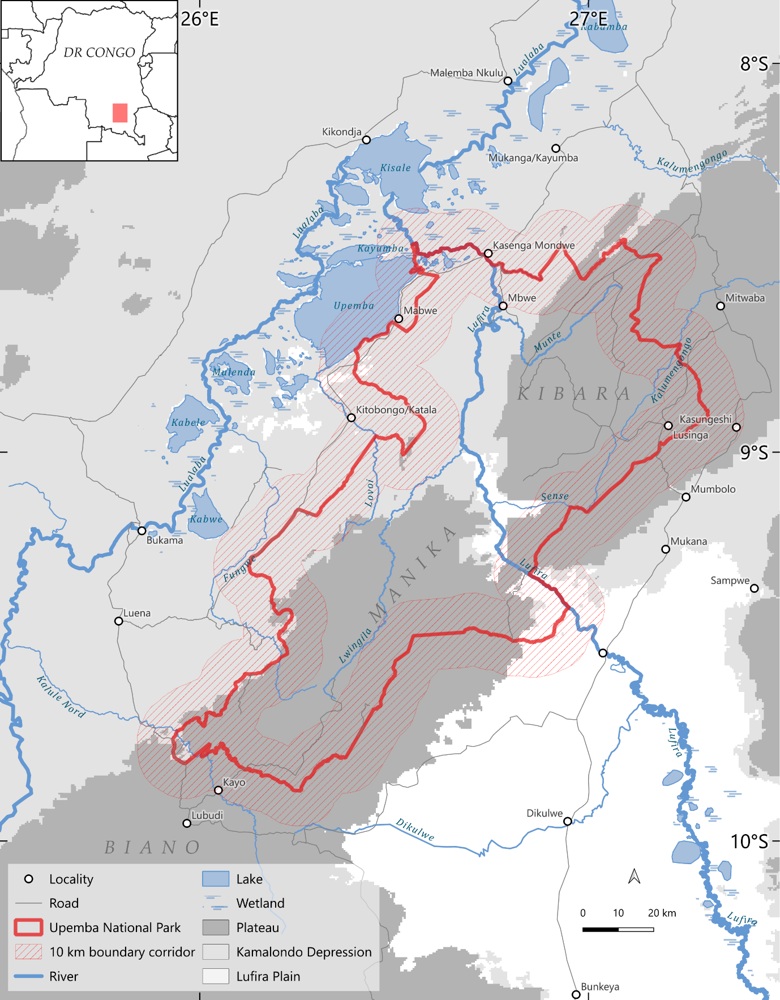 26°E
27°E
DR CONGO
Kabamba
8°S
Lualaba
Malemba Nkulu
Kikondja
Mukanga/Kayumba
Kalumengongo
Kisale
Lualaba
Kayumba
Kasenga Mondwe
Upemba
Mabwe
Mbwe
Mitwaba
Lufira
Munte
Kalumengongo
Mulenda
KIBARA
Kitobongo/Katala
Kabele
Kasungeshi
Lusinga
9°S
Lualaba
Lovoi
Sense
Mumbolo
Kabwe
Bukama
MANIKA
Mukana
Fungwe
Lufira
Sampwe
Luena
Lwingila
Kalule Nord
Lufira
Kayo
Lubudi
Dikulwe
Dikulwe
10°S
BIANO
Locality
Road
Upemba National Park
10 km boundary corridor
River
Lake
Wetland
Plateau
Kamalondo Depression
Lufira Plain
0 10 20 km
Lufira
Bunkeya